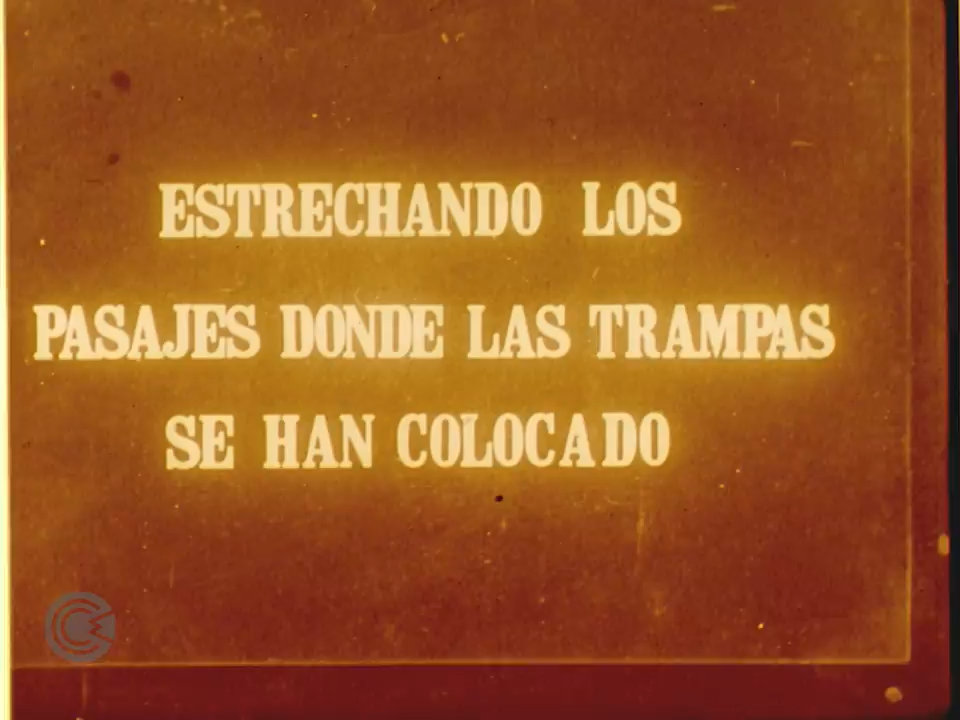 ESTRECHANDO LOS
PASAJES DONDE LAS TRAMPAS
SE HAN COLOCADO